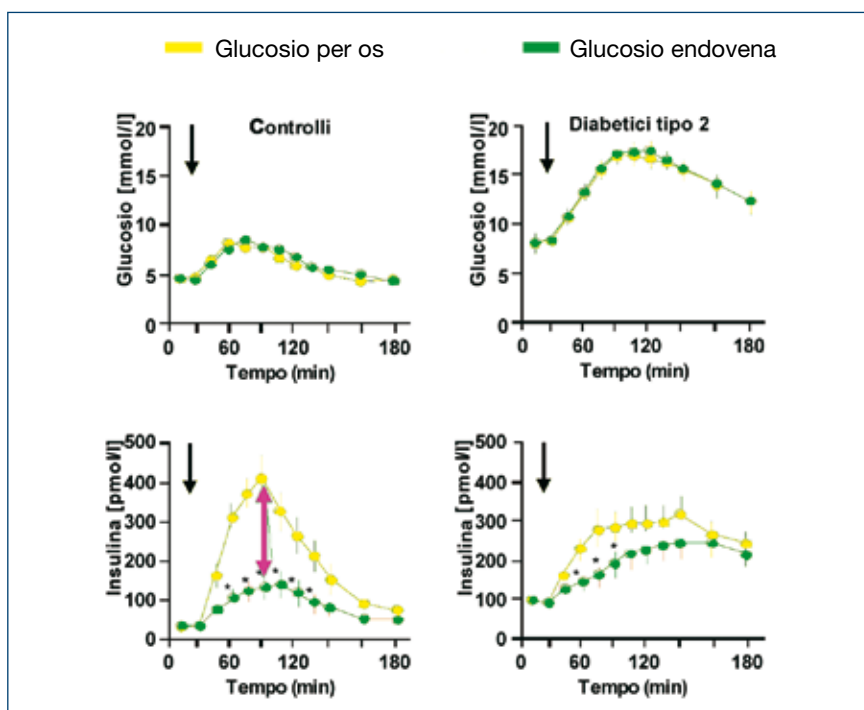 Glucosio per os
Glucosio endovena
Controlli
Glucosio [mmol/l]
20
15
10
5
0
0 60 120 180
Tempo (min)
Diabetici tipo 2
Glucosio [mmol/l]
20
15
10
5
0
0 60 120 180
Tempo (min)
Insulina [pmol/l]
500
400
300
200
100
0
* * * * * *
0 60 120 180
Tempo (min)
Insulina [pmol/l]
500
400
300
200
100
0
* * *
0 60 120 180
Tempo (min)